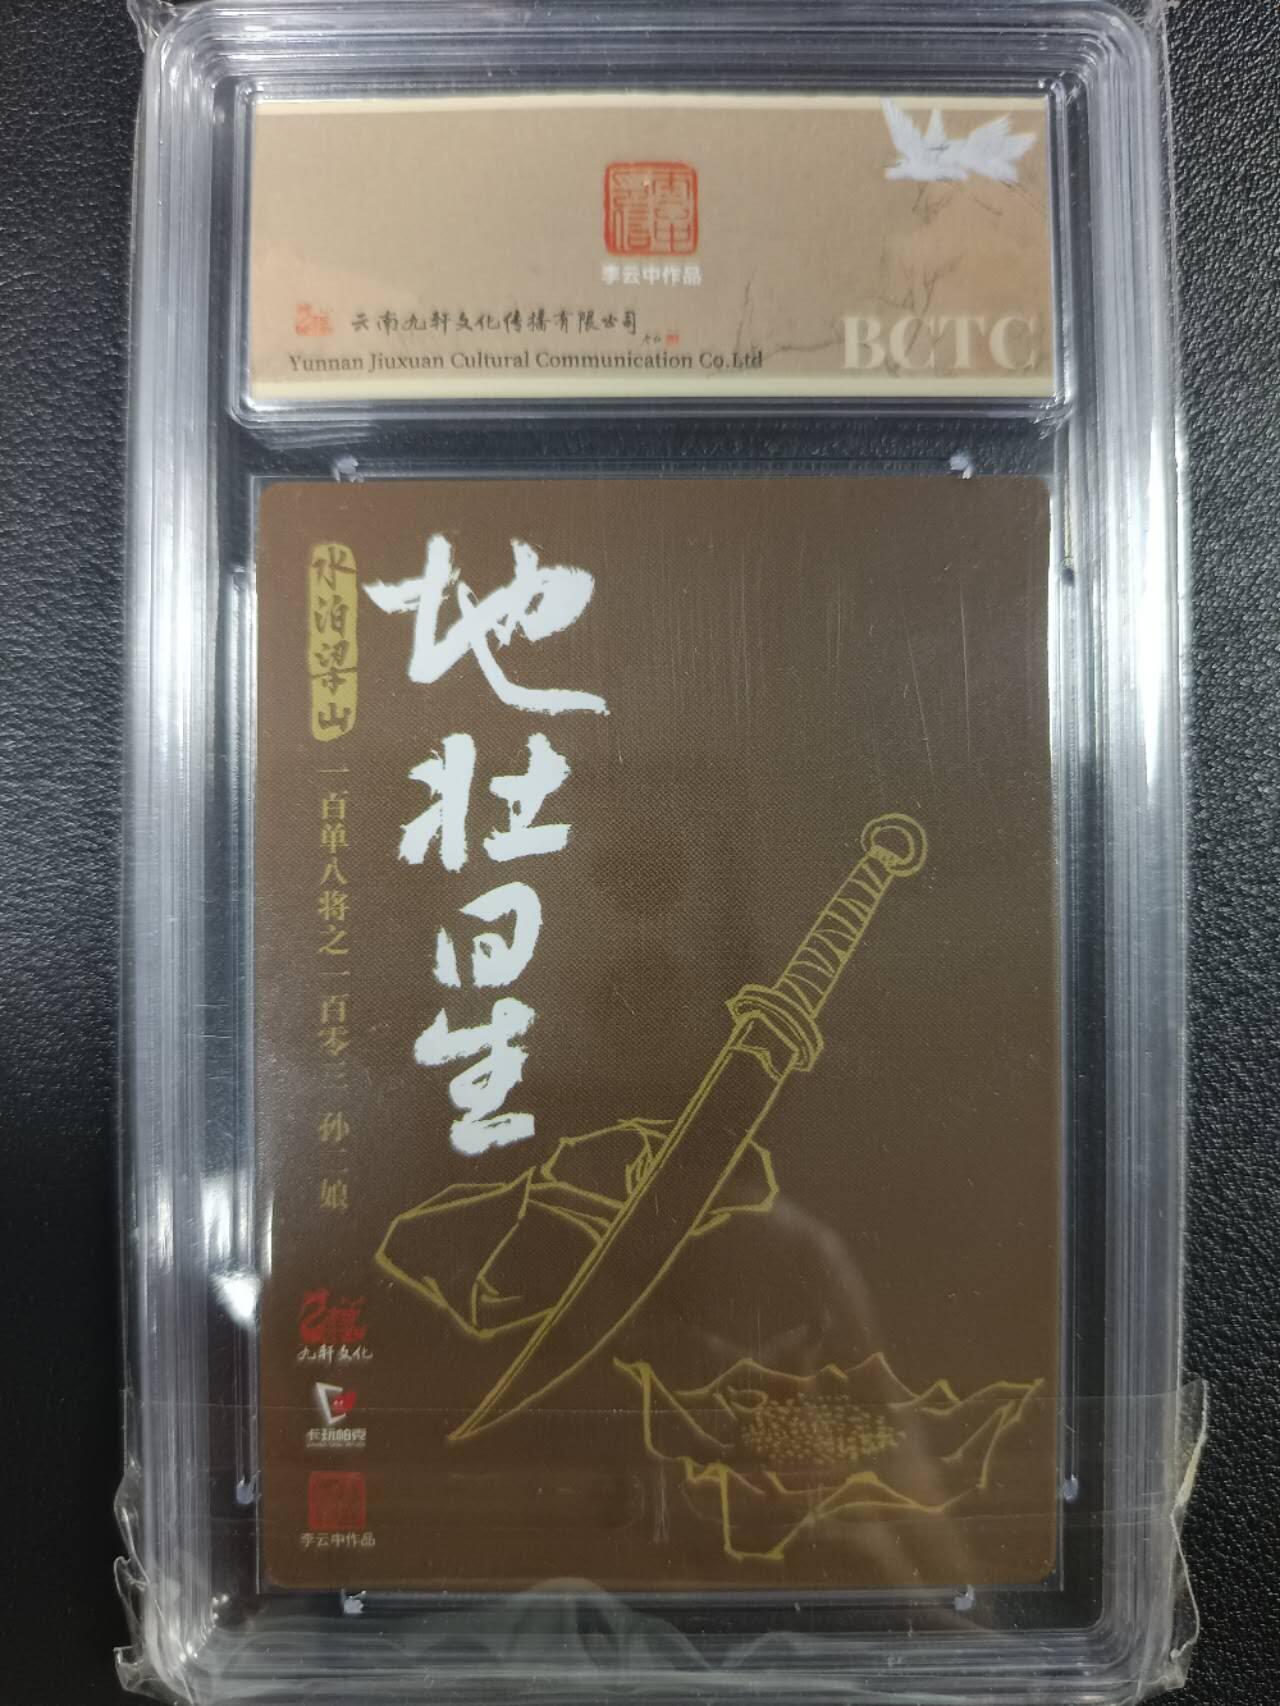 李云中作品
云南九轩文化传播有限公司
Yunnan Jiuxuan Cultural Communication Co.Ltd
BCTC
水泊梁山
一百单八将之一百零三 孙二娘
地壮曰生
九轩文化
卡玩帕克
李云中作品